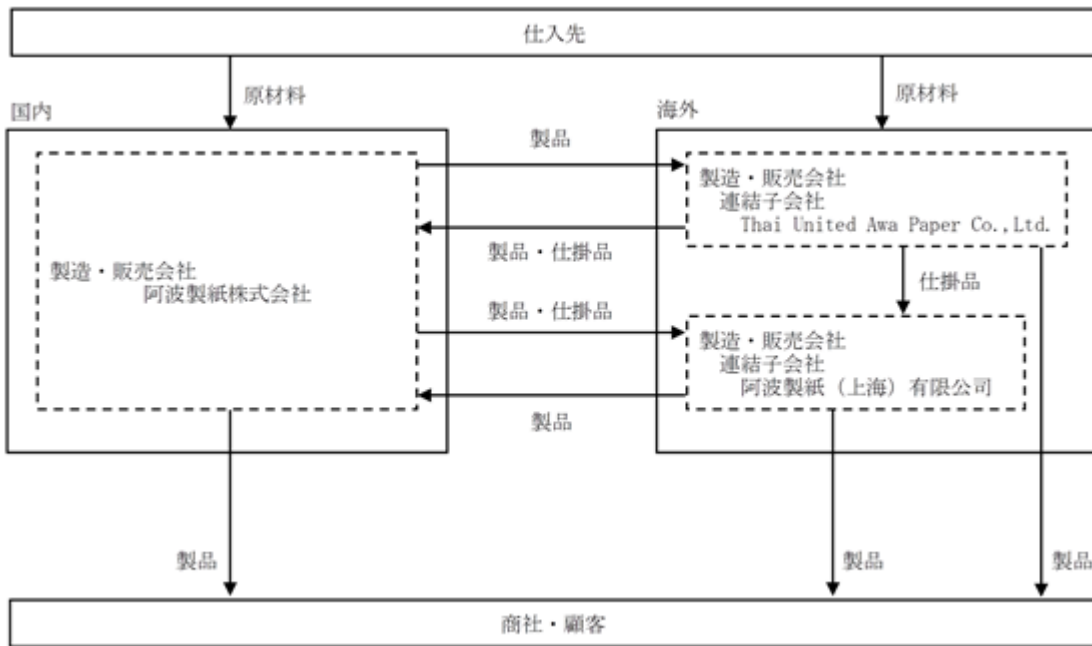 仕入先
原材料
原材料
国内
海外
製品
製造・販売会社
連結子会社
Thai United Awa Paper Co.,Ltd.
製品・仕掛品
製造・販売会社
阿波製紙株式会社
仕掛品
製品・仕掛品
製造・販売会社
連結子会社
阿波製紙（上海）有限公司
製品
製品
製品
製品
商社・顧客